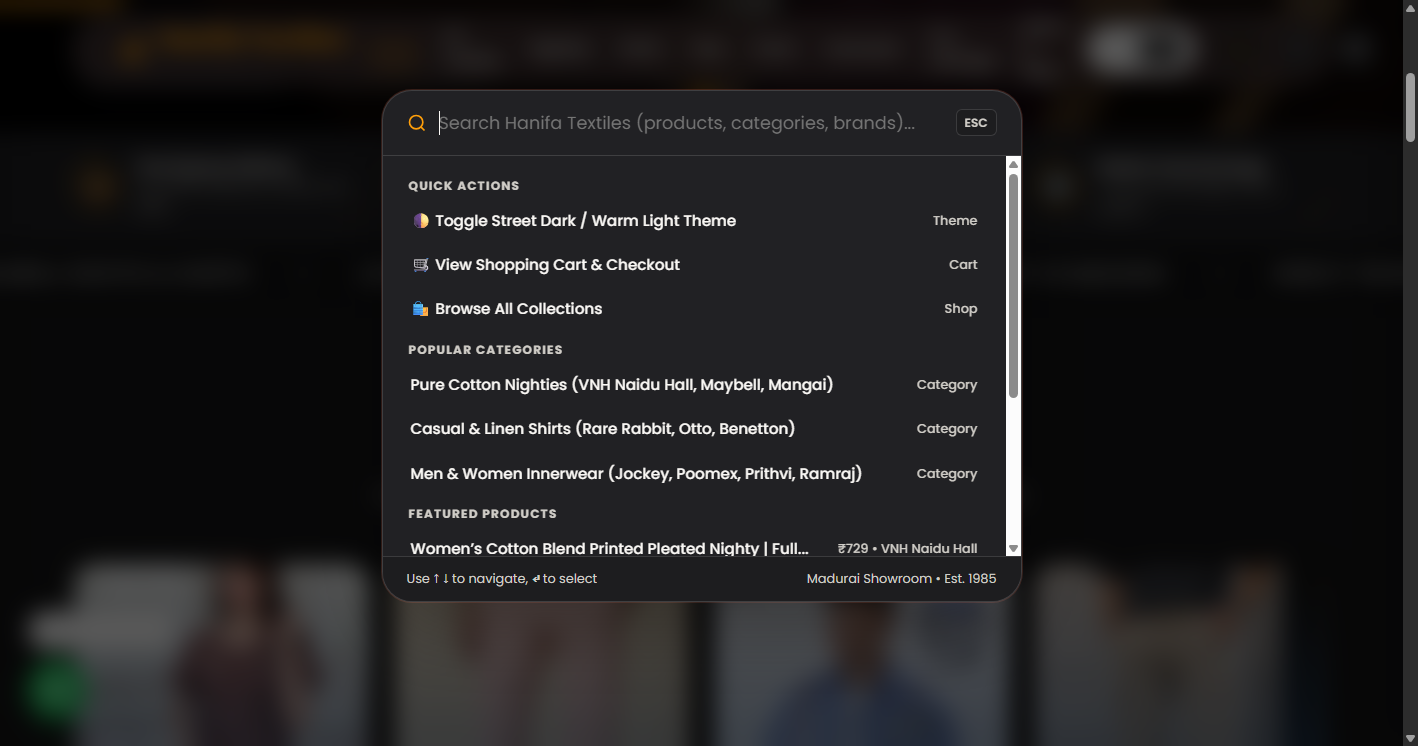 Search Hanifa Textiles (products, categories, brands)...
ESC
QUICK ACTIONS
Toggle Street Dark / Warm Light Theme
Theme
View Shopping Cart & Checkout
Cart
Browse All Collections
Shop
POPULAR CATEGORIES
Pure Cotton Nighties (VNH Naidu Hall, Maybell, Mangai)
Category
Casual & Linen Shirts (Rare Rabbit, Otto, Benetton)
Category
Men & Women Innerwear (Jockey, Poomex, Prithvi, Ramraj)
Category
FEATURED PRODUCTS
Women’s Cotton Blend Printed Pleated Nighty | Full...
₹729 • VNH Naidu Hall
Use ↑ ↓ to navigate, ↵ to select
Madurai Showroom • Est. 1985